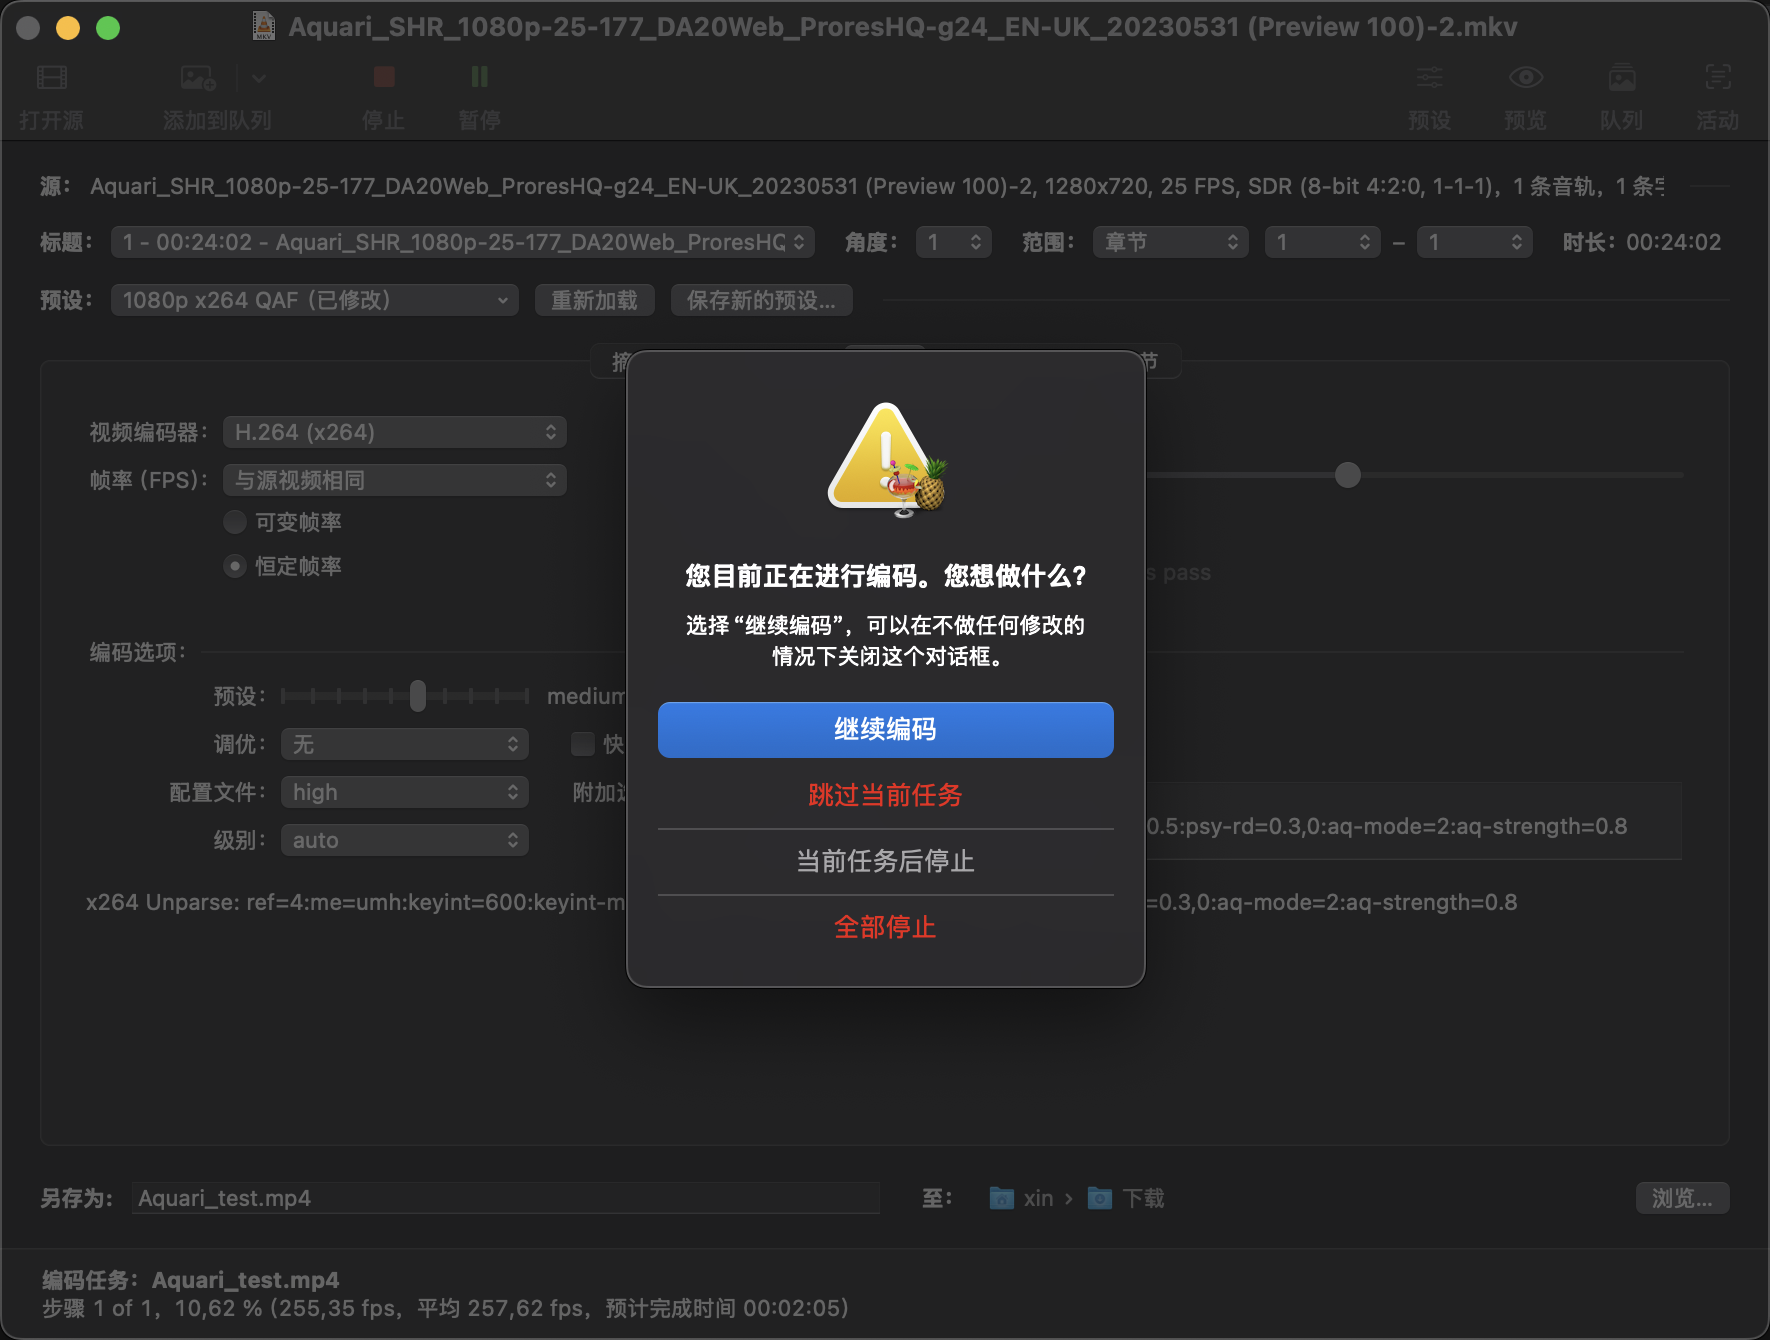 Aquari_SHR_1080p-25-177_DA20Web_ProresHQ-g24_EN-UK_20230531 (Preview 100)-2.mkv
打开源 添加到队列 停止 暂停 预设 预览 队列 活动
源： Aquari_SHR_1080p-25-177_DA20Web_ProresHQ-g24_EN-UK_20230531 (Preview 100)-2, 1280x720, 25 FPS, SDR (8-bit 4:2:0, 1-1-1)，1 条音轨，1 条
标题： 1 - 00:24:02 - Aquari_SHR_1080p-25-177_DA20Web_ProresHQ 角度： 1 范围： 章节 1 – 1 时长：00:24:02
预设： 1080p x264 QAF（已修改） 重新加载 保存新的预设...
摘 节
视频编码器： H.264 (x264)
帧率 (FPS)： 与源视频相同
可变帧率
恒定帧率
s pass
编码选项：
预设： medium
调优： 无 快
配置文件： high 附加
级别： auto
0.5:psy-rd=0.3,0:aq-mode=2:aq-strength=0.8
x264 Unparse: ref=4:me=umh:keyint=600:keyint-m
=0.3,0:aq-mode=2:aq-strength=0.8
您目前正在进行编码。您想做什么?
选择“继续编码”，可以在不做任何修改的
情况下关闭这个对话框。
继续编码
跳过当前任务
当前任务后停止
全部停止
另存为: Aquari_test.mp4 至： xin › 下载 浏览...
编码任务：Aquari_test.mp4
步骤 1 of 1，10,62 % (255,35 fps，平均 257,62 fps，预计完成时间 00:02:05)